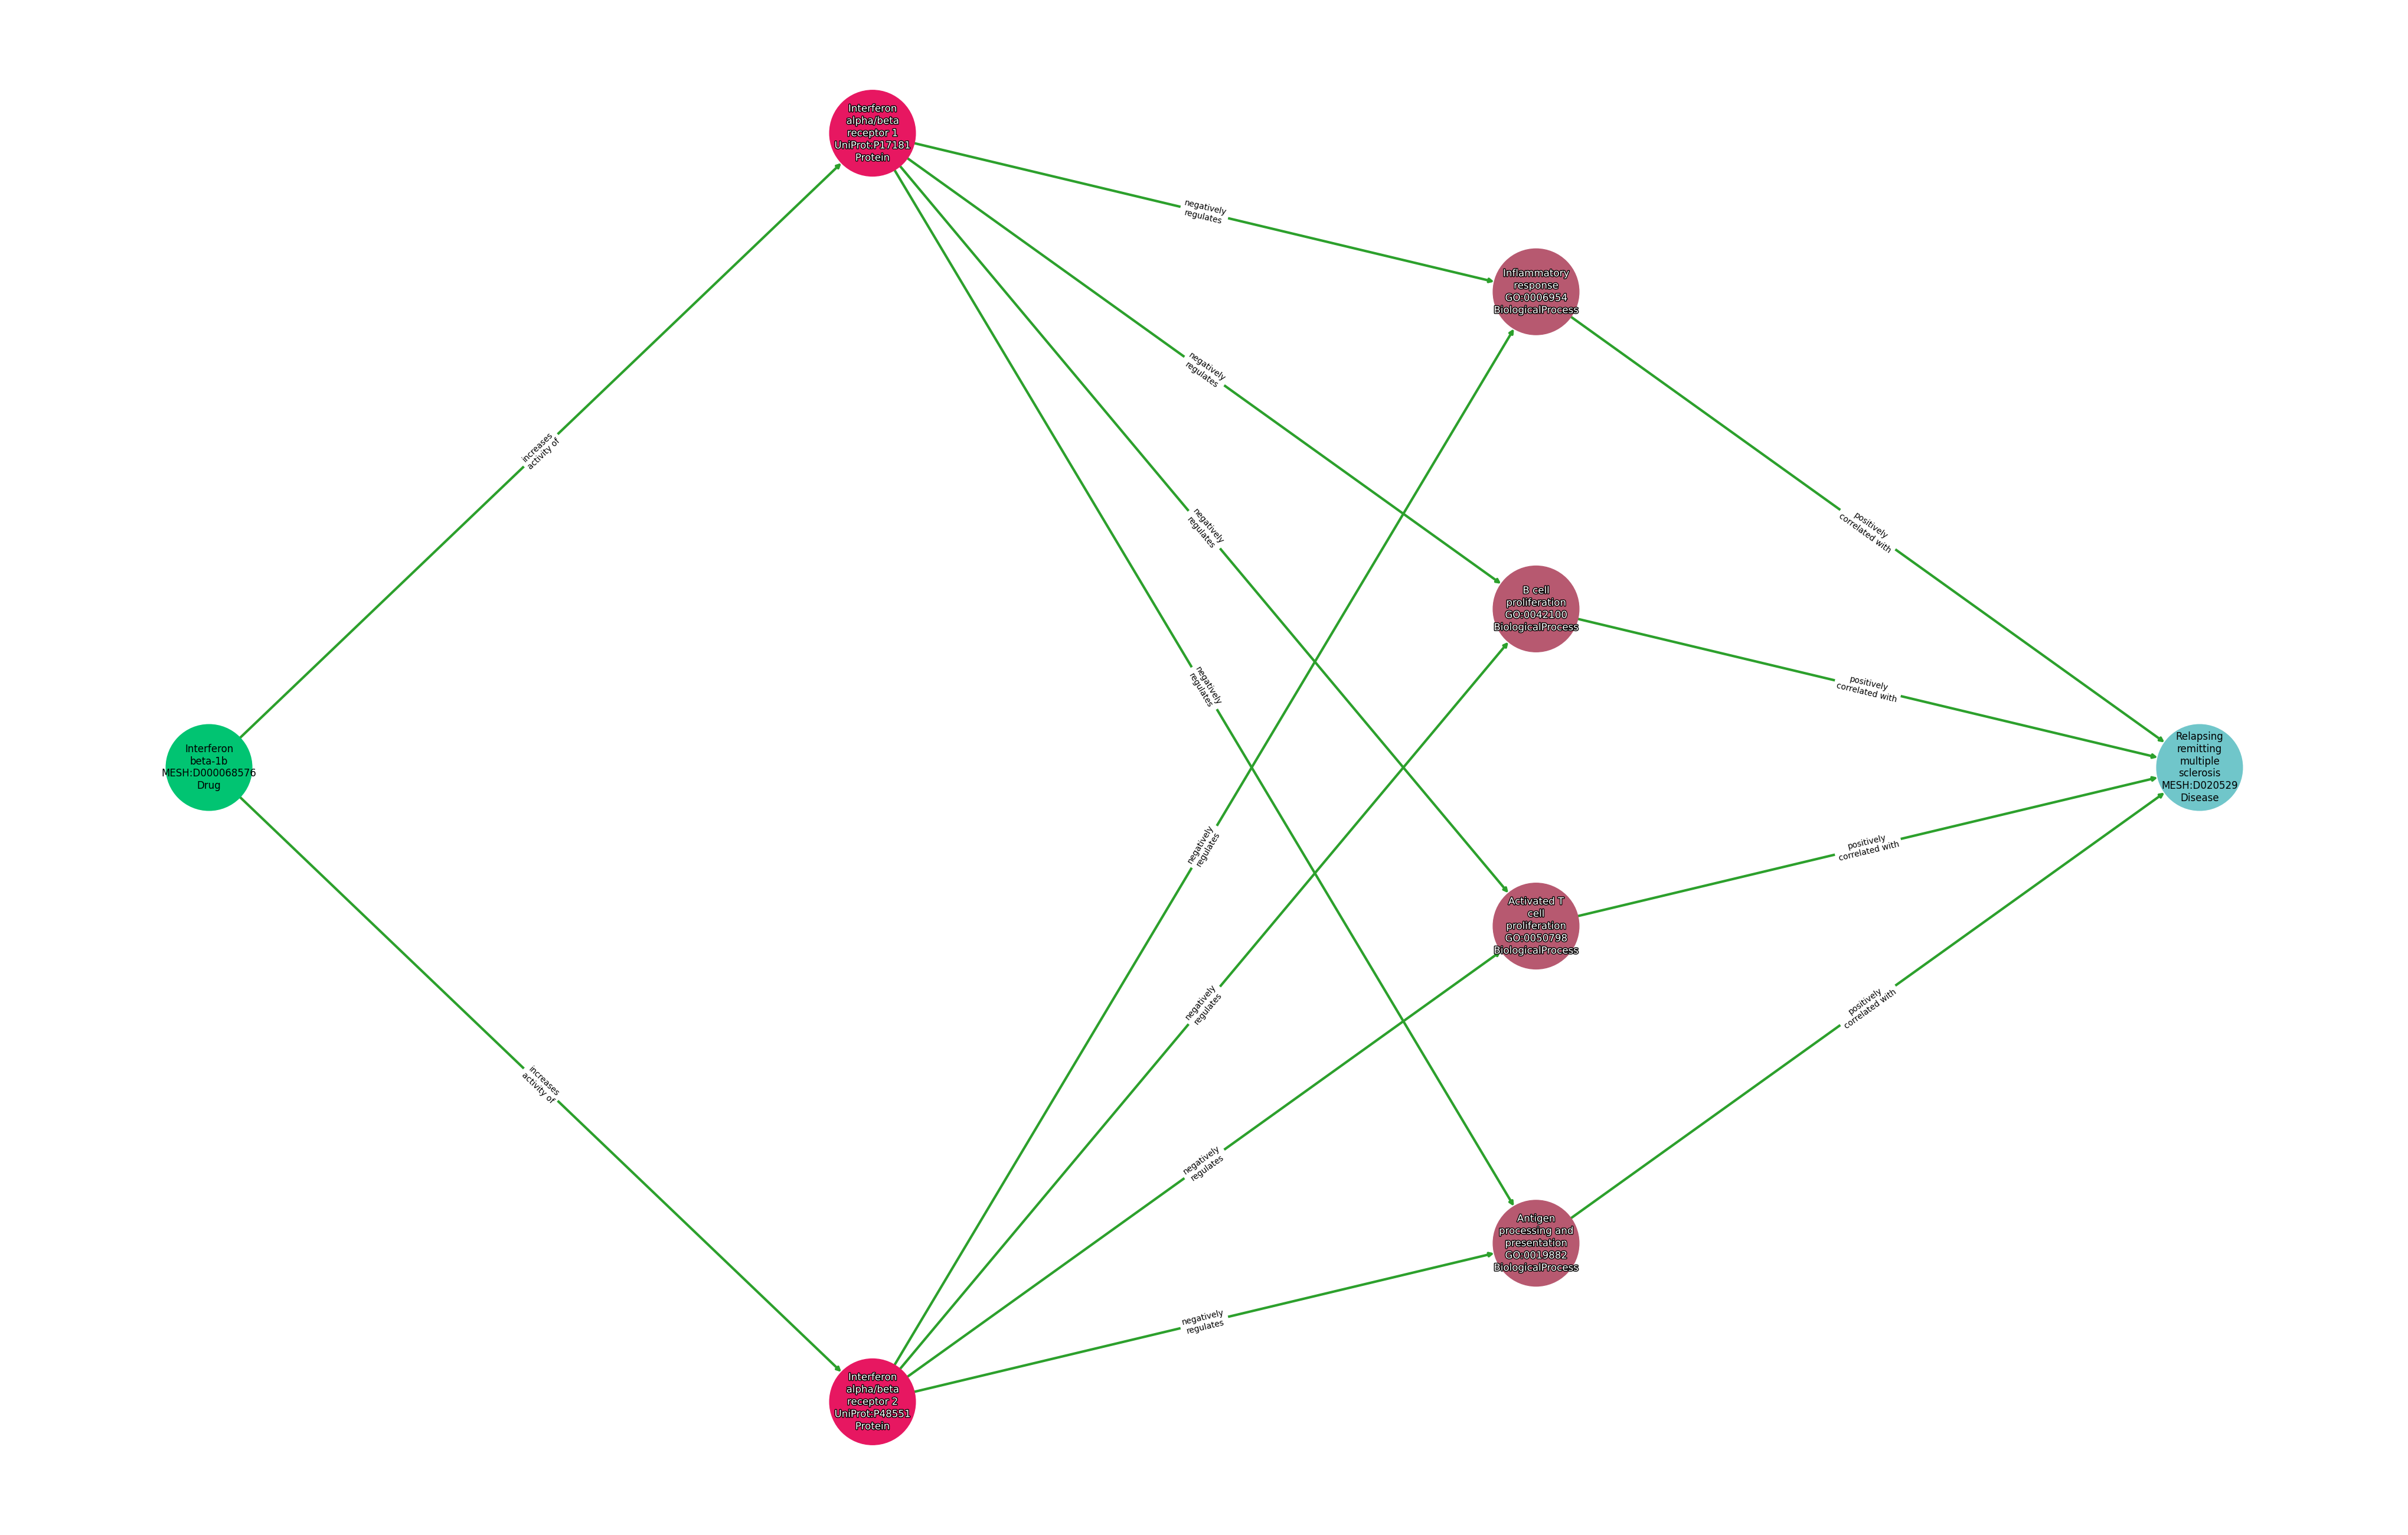 Interferon
beta-1b
MESH:D000068576
Drug
increases
activity of
increases
activity of
Interferon
alpha/beta
receptor 1
UniProt:P17181
Protein
Interferon
alpha/beta
receptor 2
UniProt:P48551
Protein
negatively
regulates
negatively
regulates
negatively
regulates
negatively
regulates
negatively
regulates
negatively
regulates
negatively
regulates
negatively
regulates
Inflammatory
response
GO:0006954
BiologicalProcess
B cell
proliferation
GO:0042100
BiologicalProcess
Activated T
cell
proliferation
GO:0050798
BiologicalProcess
Antigen
processing and
presentation
GO:0019882
BiologicalProcess
positively
correlated with
positively
correlated with
positively
correlated with
positively
correlated with
Relapsing
remitting
multiple
sclerosis
MESH:D020529
Disease